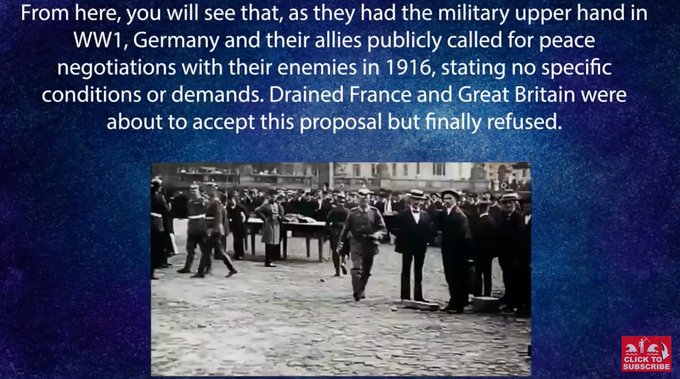 From here, you will see that, as they had the military upper hand in
WW1, Germany and their allies publicly called for peace
negotiations with their enemies in 1916, stating no specific
conditions or demands. Drained France and Great Britain were
about to accept this proposal but finally refused.
CLICK TO
SUBSCRIBE